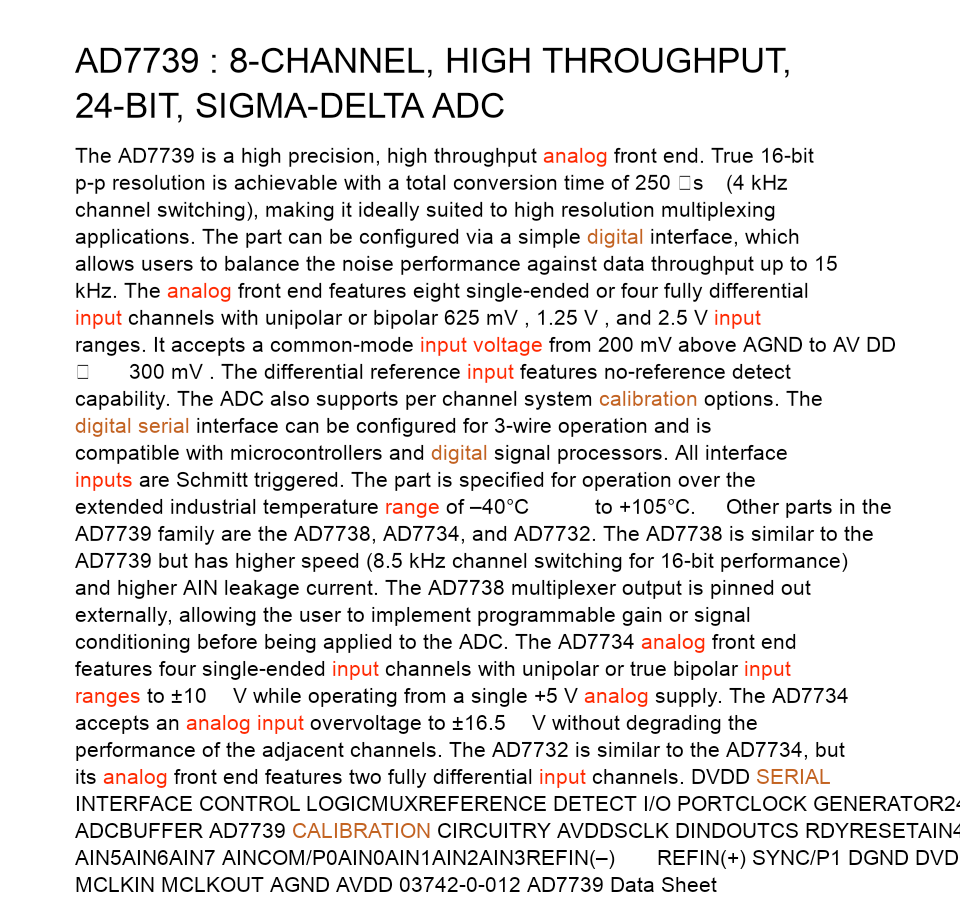 AD7739 : 8-CHANNEL, HIGH THROUGHPUT,
24-BIT, SIGMA-DELTA ADC
The AD7739 is a high precision, high throughput analog front end. True 16-bit
p-p resolution is achievable with a total conversion time of 250 □s (4 kHz
channel switching), making it ideally suited to high resolution multiplexing
applications. The part can be configured via a simple digital interface, which
allows users to balance the noise performance against data throughput up to 15
kHz. The analog front end features eight single-ended or four fully differential
input channels with unipolar or bipolar 625 mV , 1.25 V , and 2.5 V input
ranges. It accepts a common-mode input voltage from 200 mV above AGND to AV DD
□ 300 mV . The differential reference input features no-reference detect
capability. The ADC also supports per channel system calibration options. The
digital serial interface can be configured for 3-wire operation and is
compatible with microcontrollers and digital signal processors. All interface
inputs are Schmitt triggered. The part is specified for operation over the
extended industrial temperature range of –40°C to +105°C. Other parts in the
AD7739 family are the AD7738, AD7734, and AD7732. The AD7738 is similar to the
AD7739 but has higher speed (8.5 kHz channel switching for 16-bit performance)
and higher AIN leakage current. The AD7738 multiplexer output is pinned out
externally, allowing the user to implement programmable gain or signal
conditioning before being applied to the ADC. The AD7734 analog front end
features four single-ended input channels with unipolar or true bipolar input
ranges to ±10 V while operating from a single +5 V analog supply. The AD7734
accepts an analog input overvoltage to ±16.5 V without degrading the
performance of the adjacent channels. The AD7732 is similar to the AD7734, but
its analog front end features two fully differential input channels. DVDD SERIAL
INTERFACE CONTROL LOGICMUXREFERENCE DETECT I/O PORTCLOCK GENERATOR24
ADCBUFFER AD7739 CALIBRATION CIRCUITRY AVDDSCLK DINDOUTCS RDYRESETAIN4
AIN5AIN6AIN7 AINCOM/P0AIN0AIN1AIN2AIN3REFIN(–) REFIN(+) SYNC/P1 DGND DVD
MCLKIN MCLKOUT AGND AVDD 03742-0-012 AD7739 Data Sheet